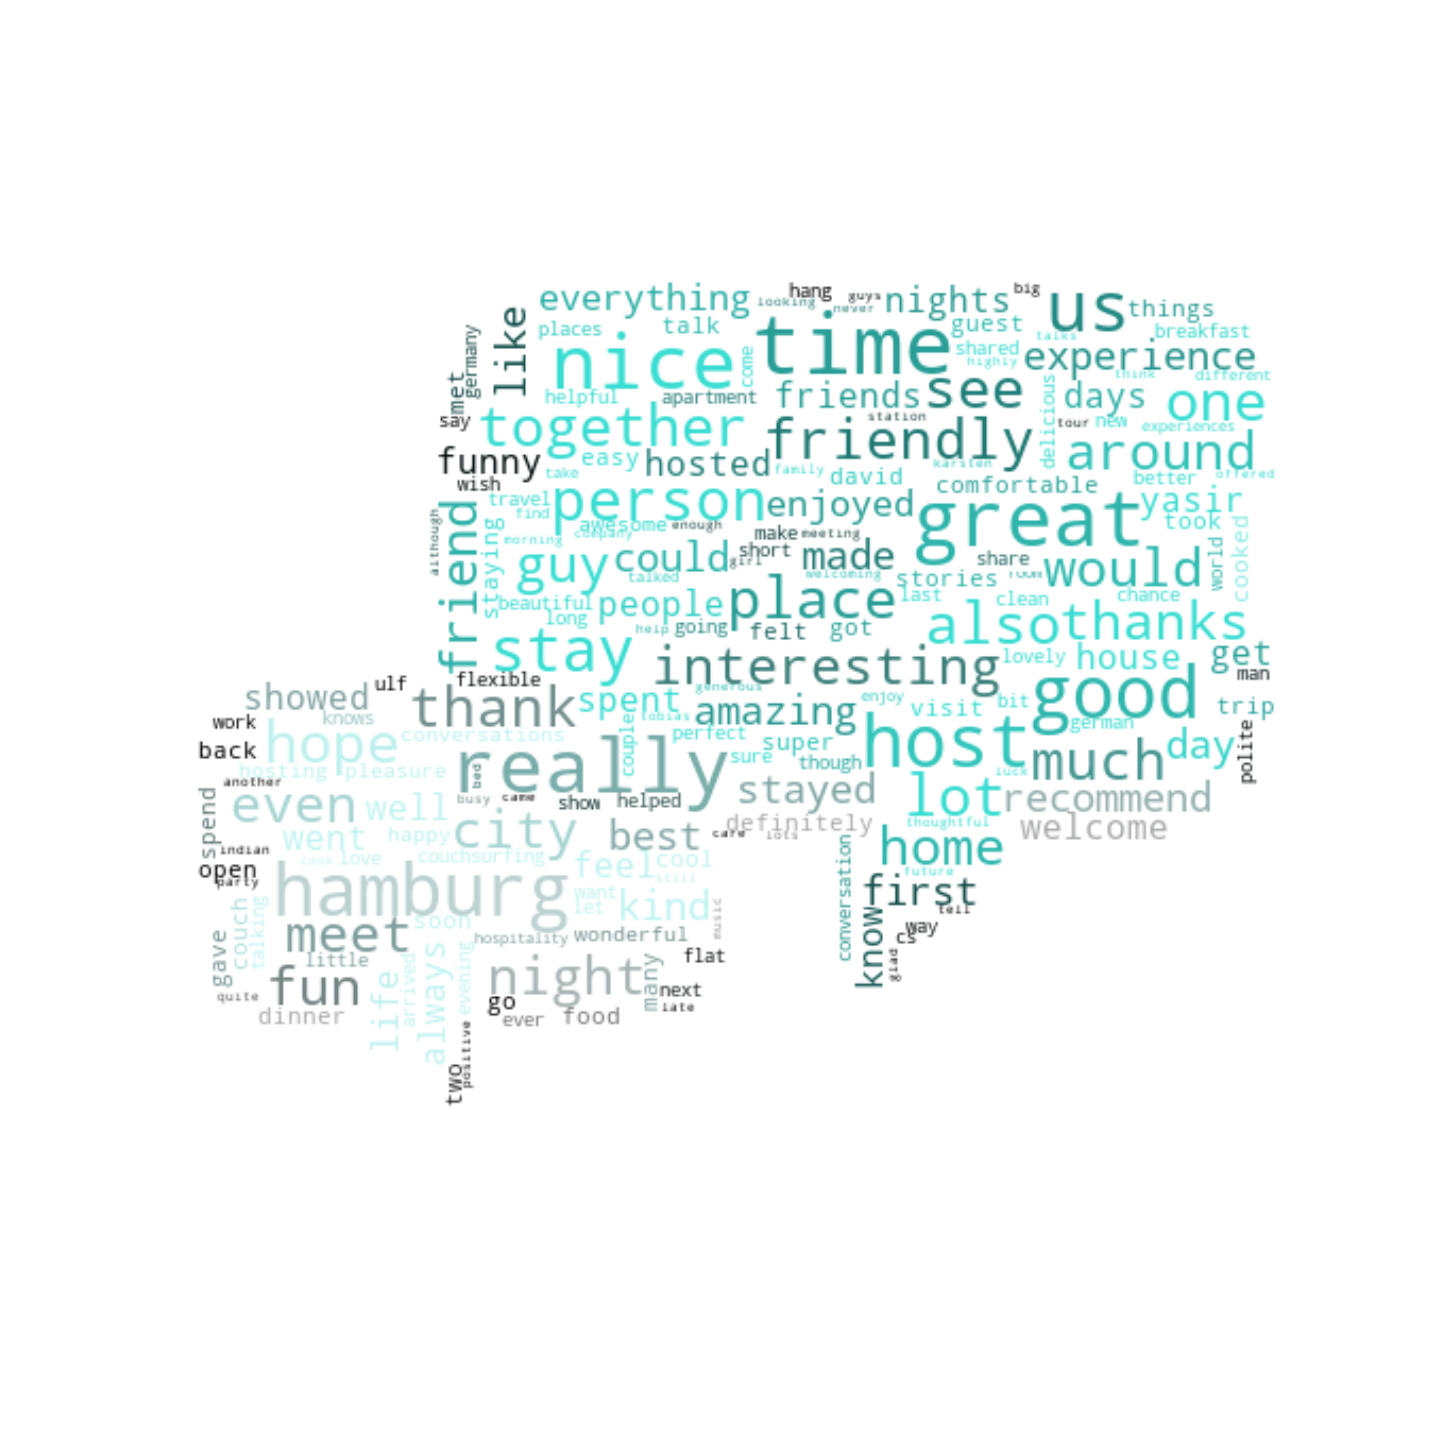 everything
looking
hang
guys
never
nights
big
us
things
like
germany
places
talk
time
guest
talks
breakfast
nice
come
shared
highly
experience
think
different
met
helpful
apartment
friends
see
delicious
days
one
say
together
station
friendly
tour
new
experiences
around
funny
easy
hosted
family
david
karsten
comfortable
better
offered
wish
take
travel
person
enjoyed
great
yasir
find
awesome
enough
make
meeting
took
cooked
although
friend
staying
morning
company
guy
could
short
girl
made
share
world
would
talked
welcoming
stories
room
last
clean
chance
beautiful
people
place
long
help
going
felt
got
also
thanks
stay
interesting
lovely
house
get
man
ulf
flexible
showed
thank
spent
generous
amazing
enjoy
visit
bit
good
german
trip
work
knows
hope
conversations
couple
tobias
perfect
super
host
much
day
polite
back
really
sure
though
luck
hosting
pleasure
another
bed
busy
came
show
helped
stayed
lot
recommend
spend
even
well
went
happy
city
best
care
definitely
lots
thoughtful
welcome
indian
cook
love
couchsurfing
feel
cool
still
conversation
home
future
open
party
hamburg
want
let
kind
music
first
tell
gave
couch
talking
meet
soon
hospitality
wonderful
know
way
cs
glad
little
flat
quite
fun
life
arrived
always
evening
night
many
next
late
dinner
go
ever
food
two
positive